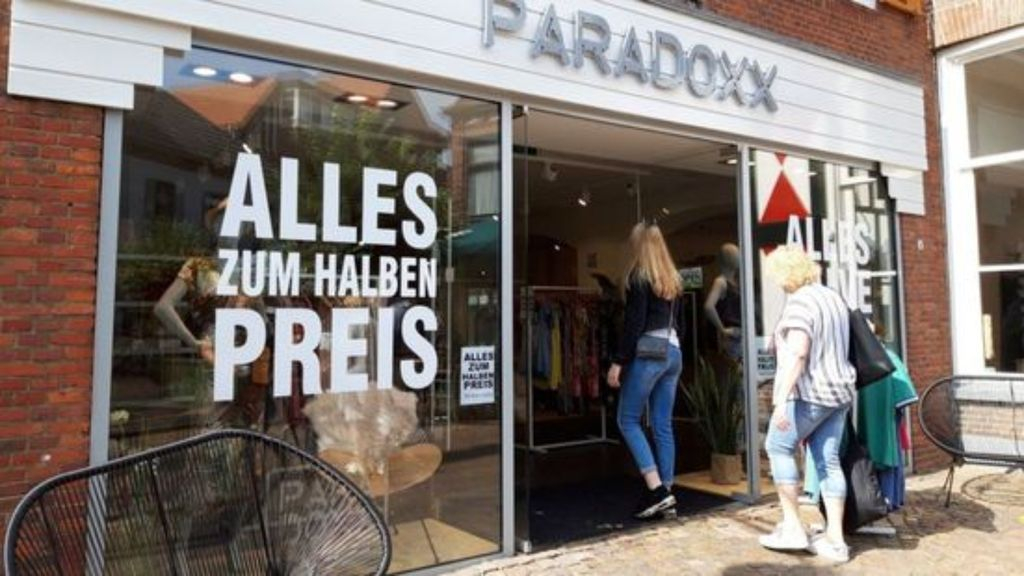 PARADOXX
ALLES
ZUM HALBEN
PREIS
ALLES
ZUM
HALBEN
PREIS
ALLES